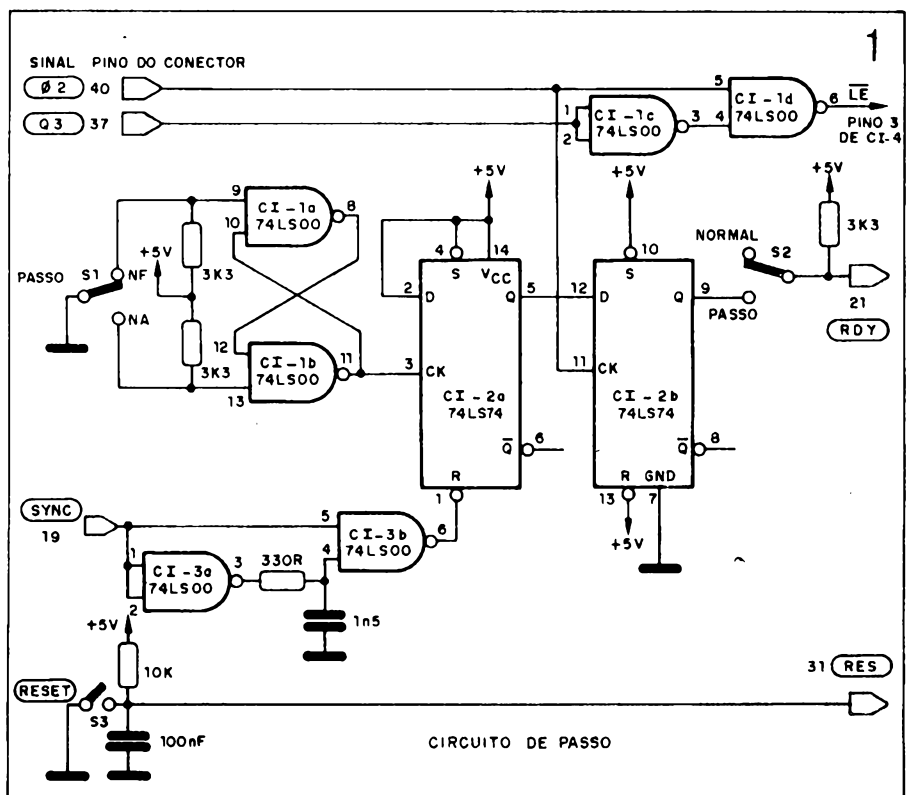 1
SINAL PINO DO CONECTOR
Ø2 40
Q3 37
5
CI-1d
74LS00
4
6
LE
PINO 3
DE CI-4
1
CI-1c
74LS00
2
3
+5V
+5V
+5V
3K3
9
CI-1a
74LS00
10
8
4
14
S
VCC
10
S
NORMAL
S2
+5V
3K3
PASSO
S1
NF
NA
2
D
Q
5
12
D
Q
9
PASSO
21
RDY
3K3
12
CI-1b
74LS00
13
11
3
CK
CI-2a
74LS74
11
CK
CI-2b
74LS74
Q
6
Q
8
R
1
R
GND
13
7
+5V
SYNC
19
5
CI-3b
74LS00
4
6
1
CI-3a
74LS00
2
3
330R
1n5
+5V
10K
RESET
S3
100nF
31 RES
CIRCUITO DE PASSO